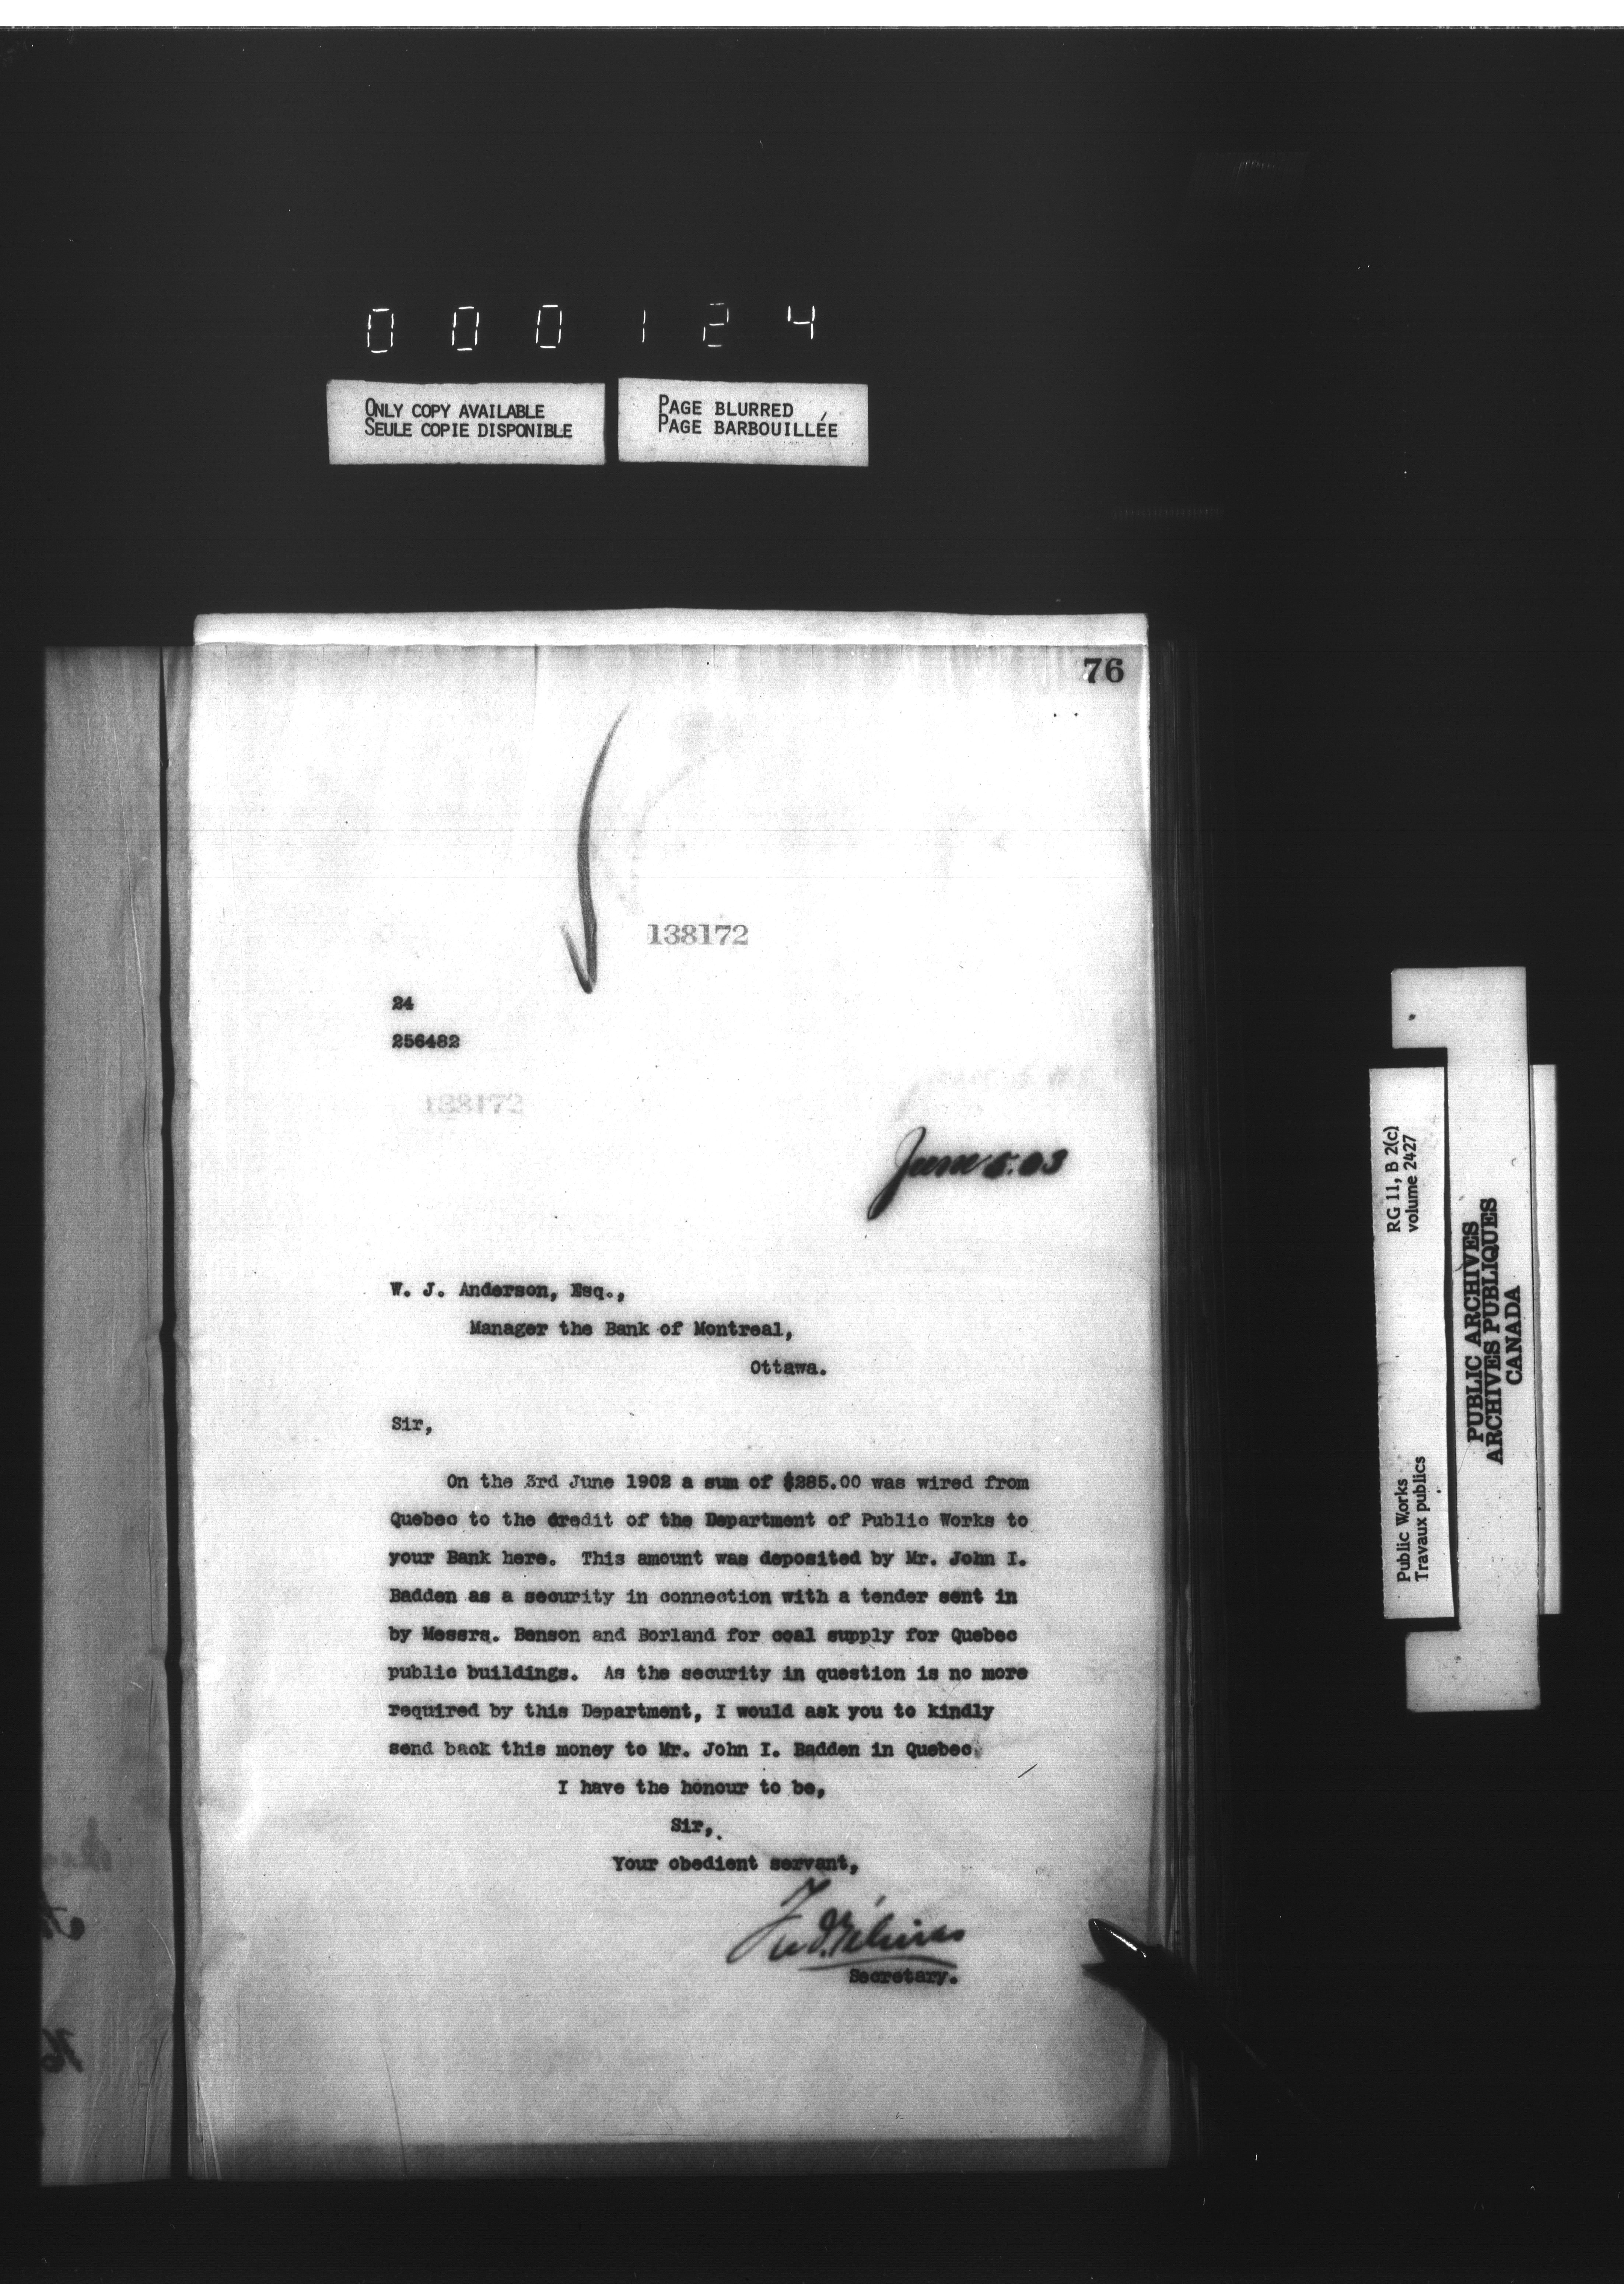 000124
ONLY COPY AVAILABLE
SEULE COPIE DISPONIBLE
PAGE BLURRED
PAGE BARBOUILLÉE
76
138172
24
256482
138172
June 5.03
W. J. Anderson, Esq.,
Manager the Bank of Montreal,
Ottawa.
Sir,
On the 3rd June 1902 a sum of $285.00 was wired from
Quebec to the credit of the Department of Public Works to
your Bank here. This amount was deposited by Mr. John I.
Badden as a security in connection with a tender sent in
by Messrs. Benson and Borland for coal supply for Quebec
public buildings. As the security in question is no more
required by this Department, I would ask you to kindly
send back this money to Mr. John I. Badden in Quebec.
I have the honour to be,
Sir,
Your obedient servant,
Secretary.
RG 11, B 2(c)
volume 2427
Public Works
Travaux publics
PUBLIC ARCHIVES
ARCHIVES PUBLIQUES
CANADA